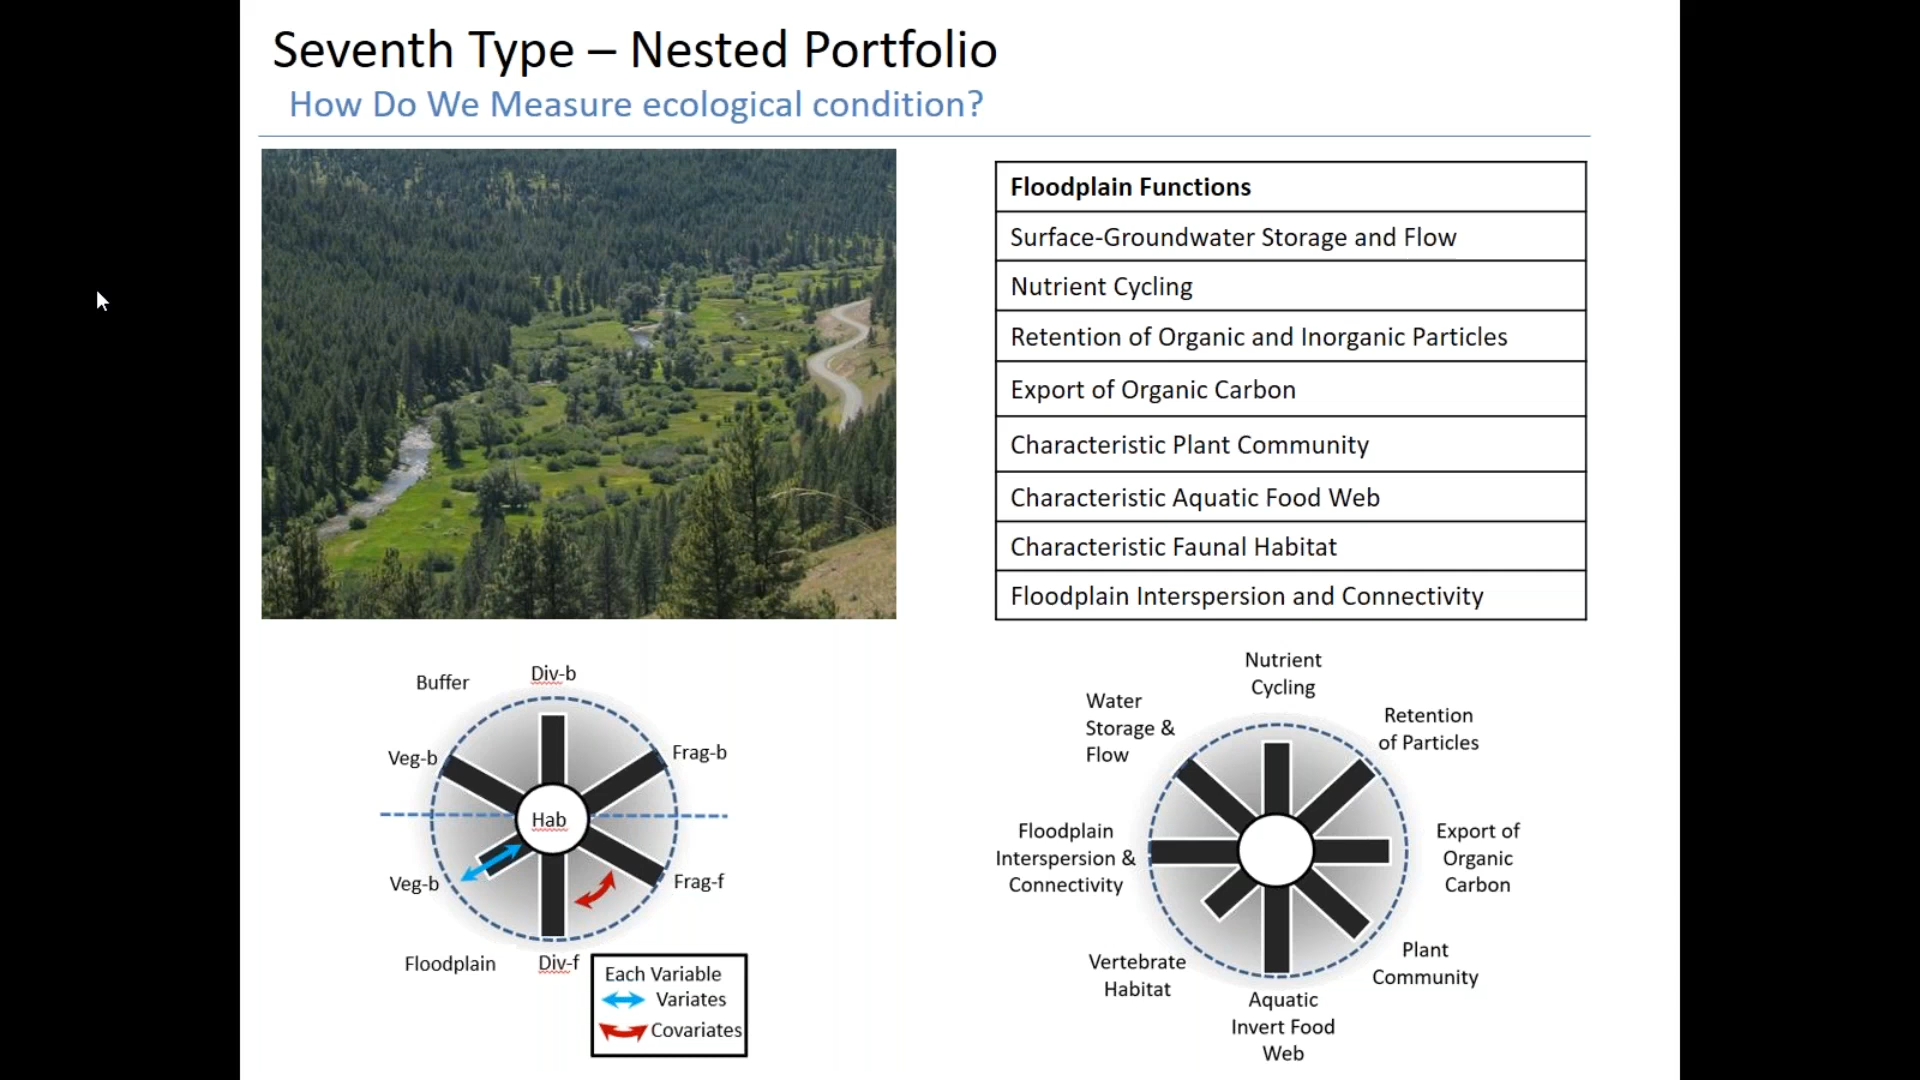 Seventh Type – Nested Portfolio
How Do We Measure ecological condition?
Floodplain Functions
Surface-Groundwater Storage and Flow
Nutrient Cycling
Retention of Organic and Inorganic Particles
Export of Organic Carbon
Characteristic Plant Community
Characteristic Aquatic Food Web
Characteristic Faunal Habitat
Floodplain Interspersion and Connectivity
Buffer
Div-b
Veg-b
Frag-b
Hab
Veg-b
Frag-f
Floodplain
Div-f
Each Variable
Variates
Covariates
Nutrient
Cycling
Water
Storage &
Flow
Retention
of Particles
Floodplain
Interspersion &
Connectivity
Export of
Organic
Carbon
Vertebrate
Habitat
Plant
Community
Aquatic
Invert Food
Web